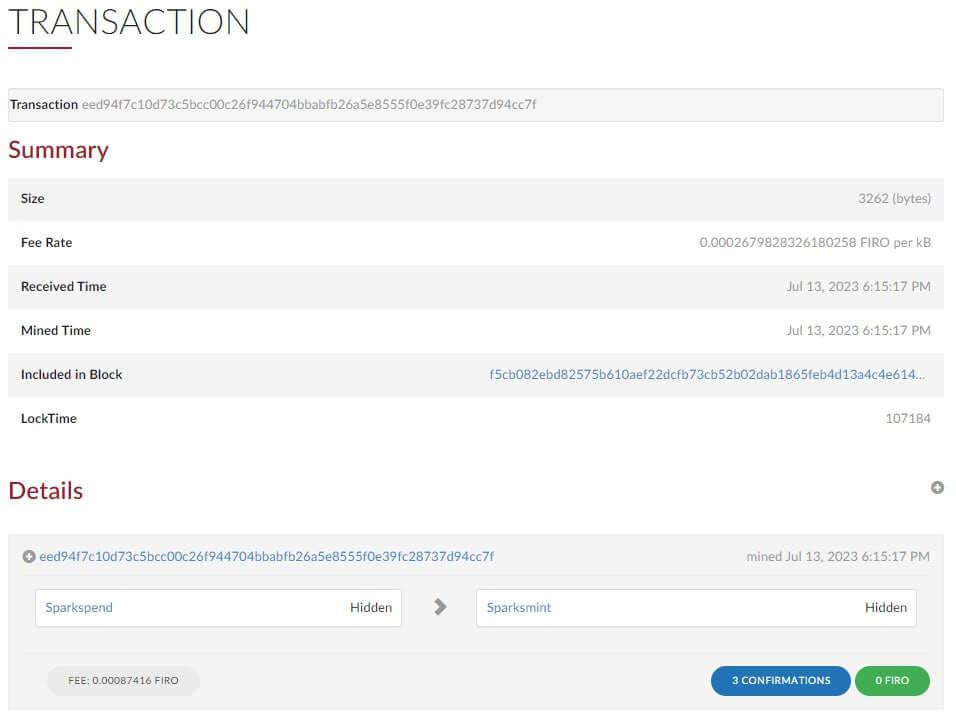 TRANSACTION
Transaction eed94f7c10d73c5bcc00c26f944704bbabfb26a5e8555f0e39fc28737d94cc7f
Summary
Size 3262 (bytes)
Fee Rate 0.0002679828326180258 FIRO per kB
Received Time Jul 13, 2023 6:15:17 PM
Mined Time Jul 13, 2023 6:15:17 PM
Included in Block f5cb082ebd82575b610aef22dcfb73cb52b02dab1865feb4d13a4c4e614...
LockTime 107184
Details
eed94f7c10d73c5bcc00c26f944704bbabfb26a5e8555f0e39fc28737d94cc7f mined Jul 13, 2023 6:15:17 PM
Sparkspend Hidden Sparksmint Hidden
FEE: 0.00087416 FIRO 3 CONFIRMATIONS 0 FIRO